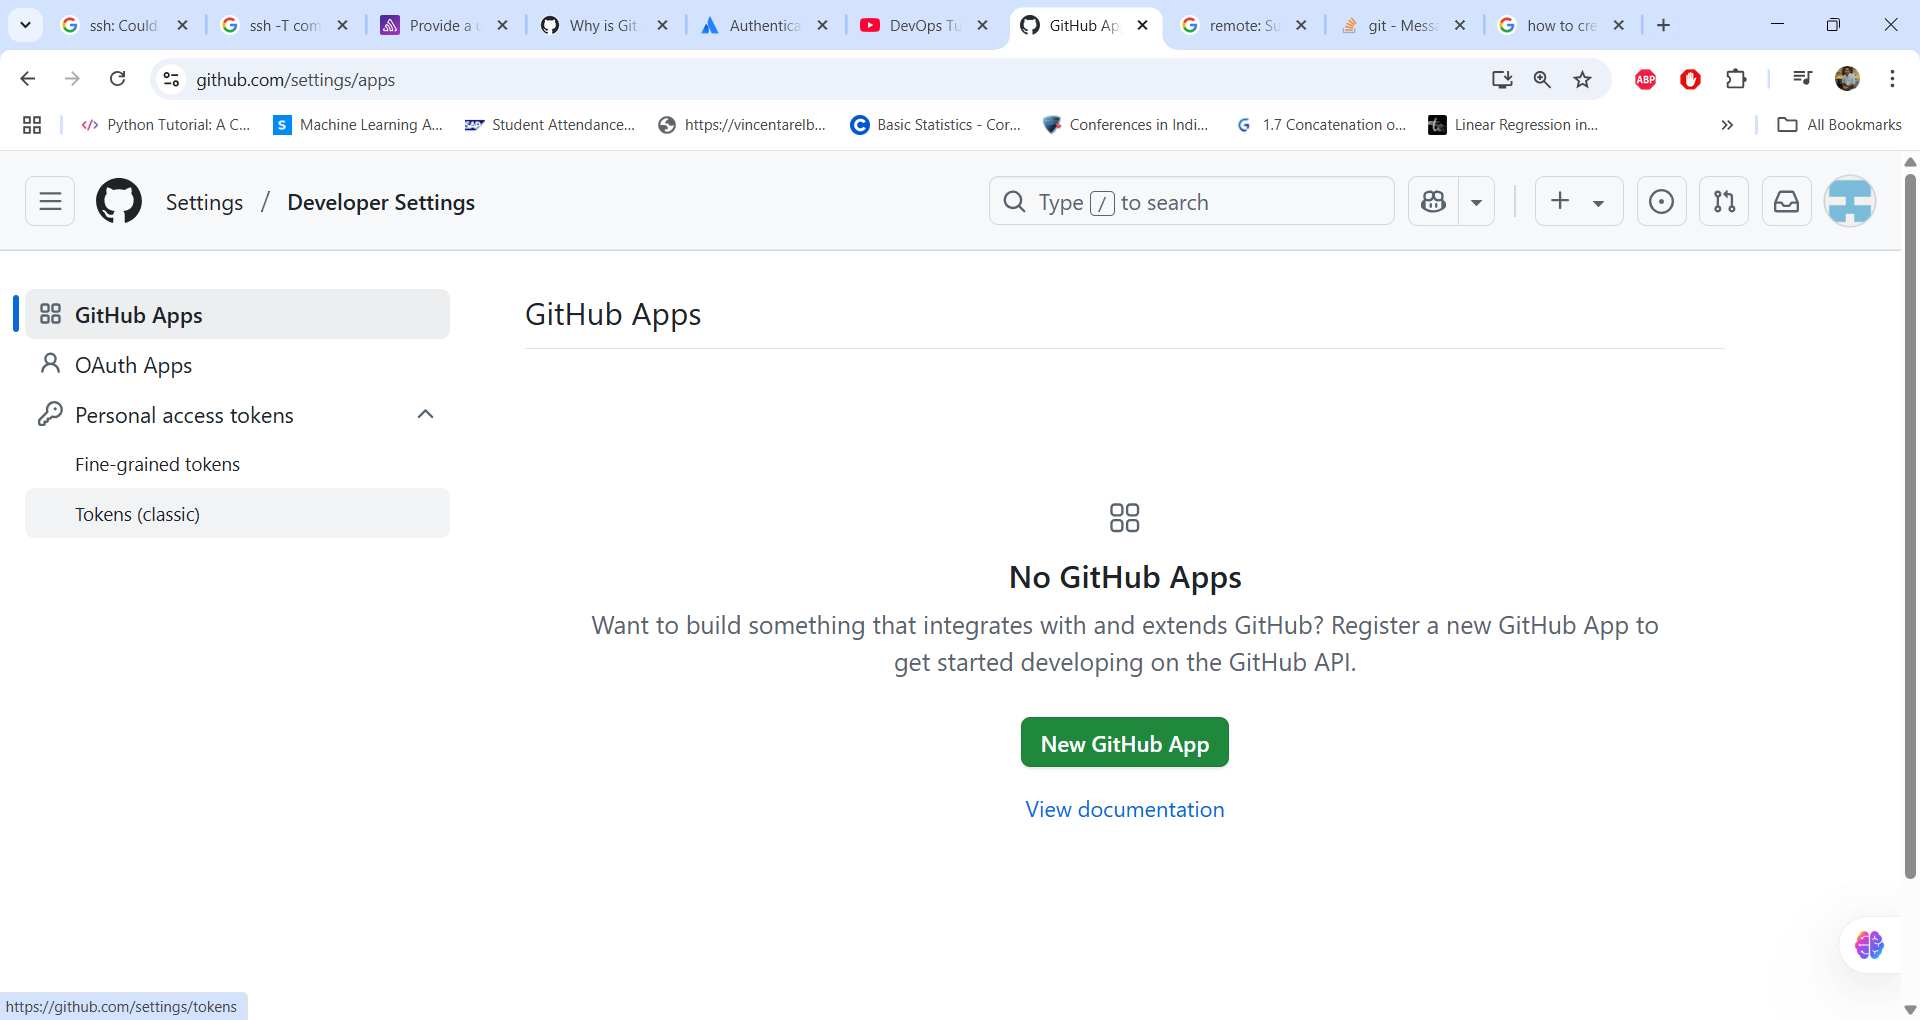 ssh: Could
ssh -T com
Provide a u
Why is Git
Authentica
DevOps Tu
GitHub Ap
remote: Su
git - Messa
how to cre
github.com/settings/apps
ABP
Python Tutorial: A C...
Machine Learning A...
Student Attendance...
https://vincentarelb...
Basic Statistics - Cor...
Conferences in Indi...
1.7 Concatenation o...
Linear Regression in...
All Bookmarks
Settings / Developer Settings
Type / to search
GitHub Apps
OAuth Apps
Personal access tokens
Fine-grained tokens
Tokens (classic)
GitHub Apps
No GitHub Apps
Want to build something that integrates with and extends GitHub? Register a new GitHub App to
get started developing on the GitHub API.
New GitHub App
View documentation
https://github.com/settings/tokens